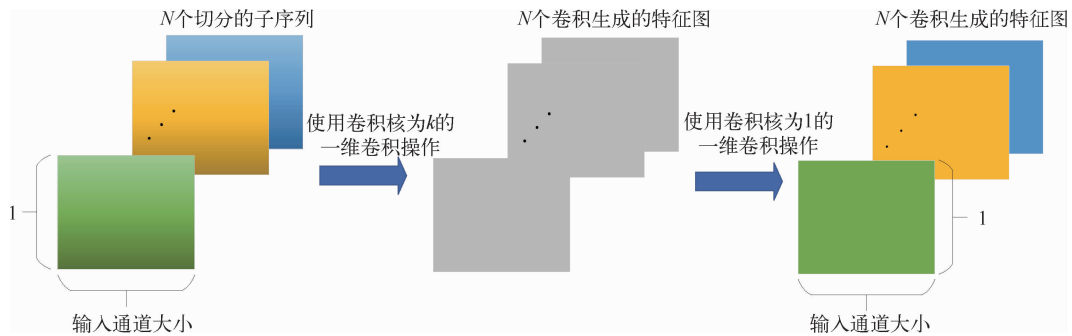 N个切分的子序列
N个卷积生成的特征图
N个卷积生成的特征图
使用卷积核为k的
一维卷积操作
使用卷积核为1的
一维卷积操作
1
1
输入通道大小
输入通道大小